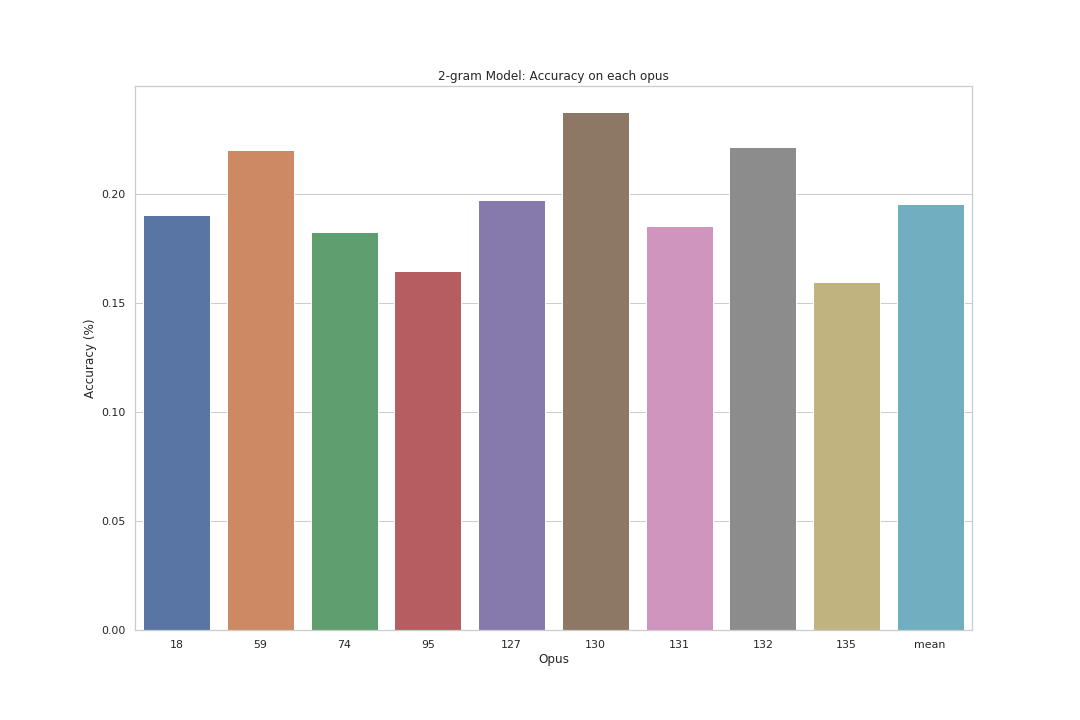 2-gram Model: Accuracy on each opus
0.20
0.15
0.10
0.05
0.00
Accuracy (%)
18 59 74 95 127 130 131 132 135 mean
Opus